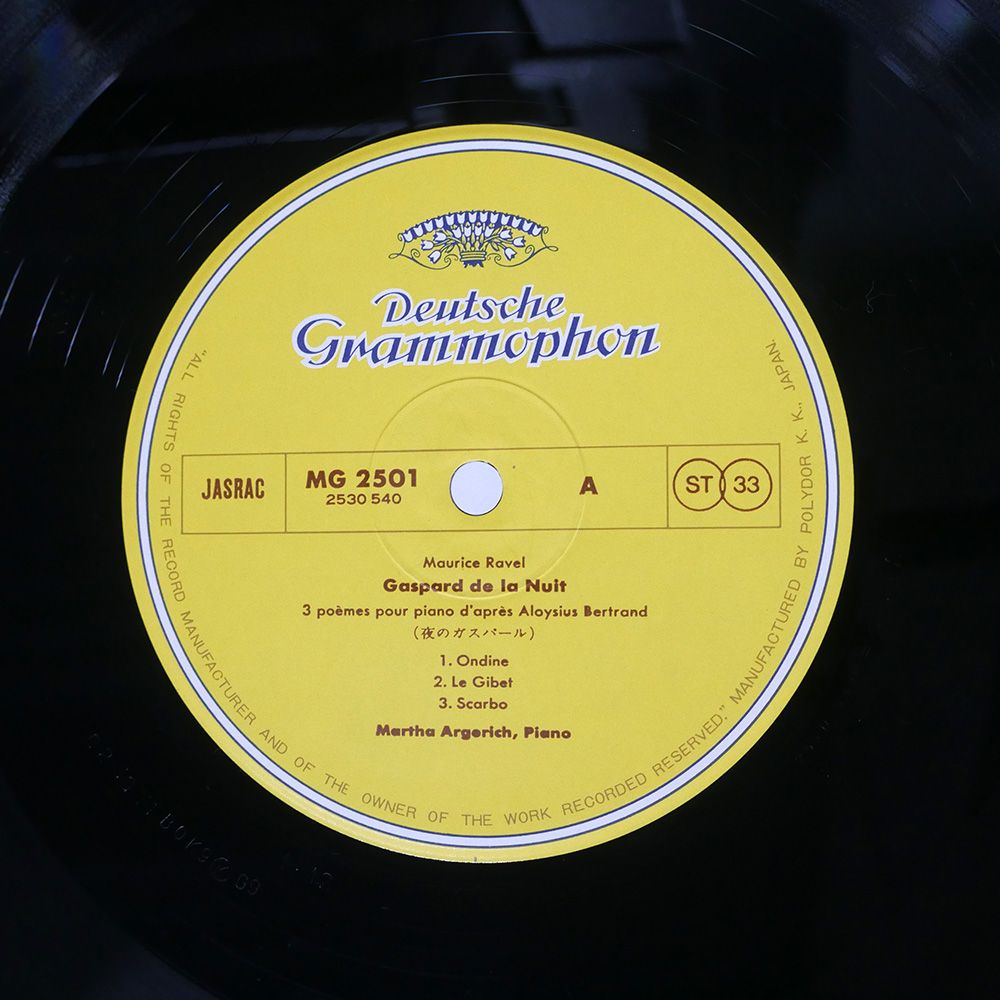 Deutsche
Grammophon
JASRAC
MG 2501
2530 540
A
ST 33
Maurice Ravel
Gaspard de la Nuit
3 poèmes pour piano d'après Aloysius Bertrand
(夜のガスパール)
1. Ondine
2. Le Gibet
3. Scarbo
Martha Argerich, Piano
"ALL RIGHTS OF THE RECORD MANUFACTURER AND OF THE OWNER OF THE WORK RECORDED RESERVED." MANUFACTURED BY POLYDOR K. K., JAPAN.